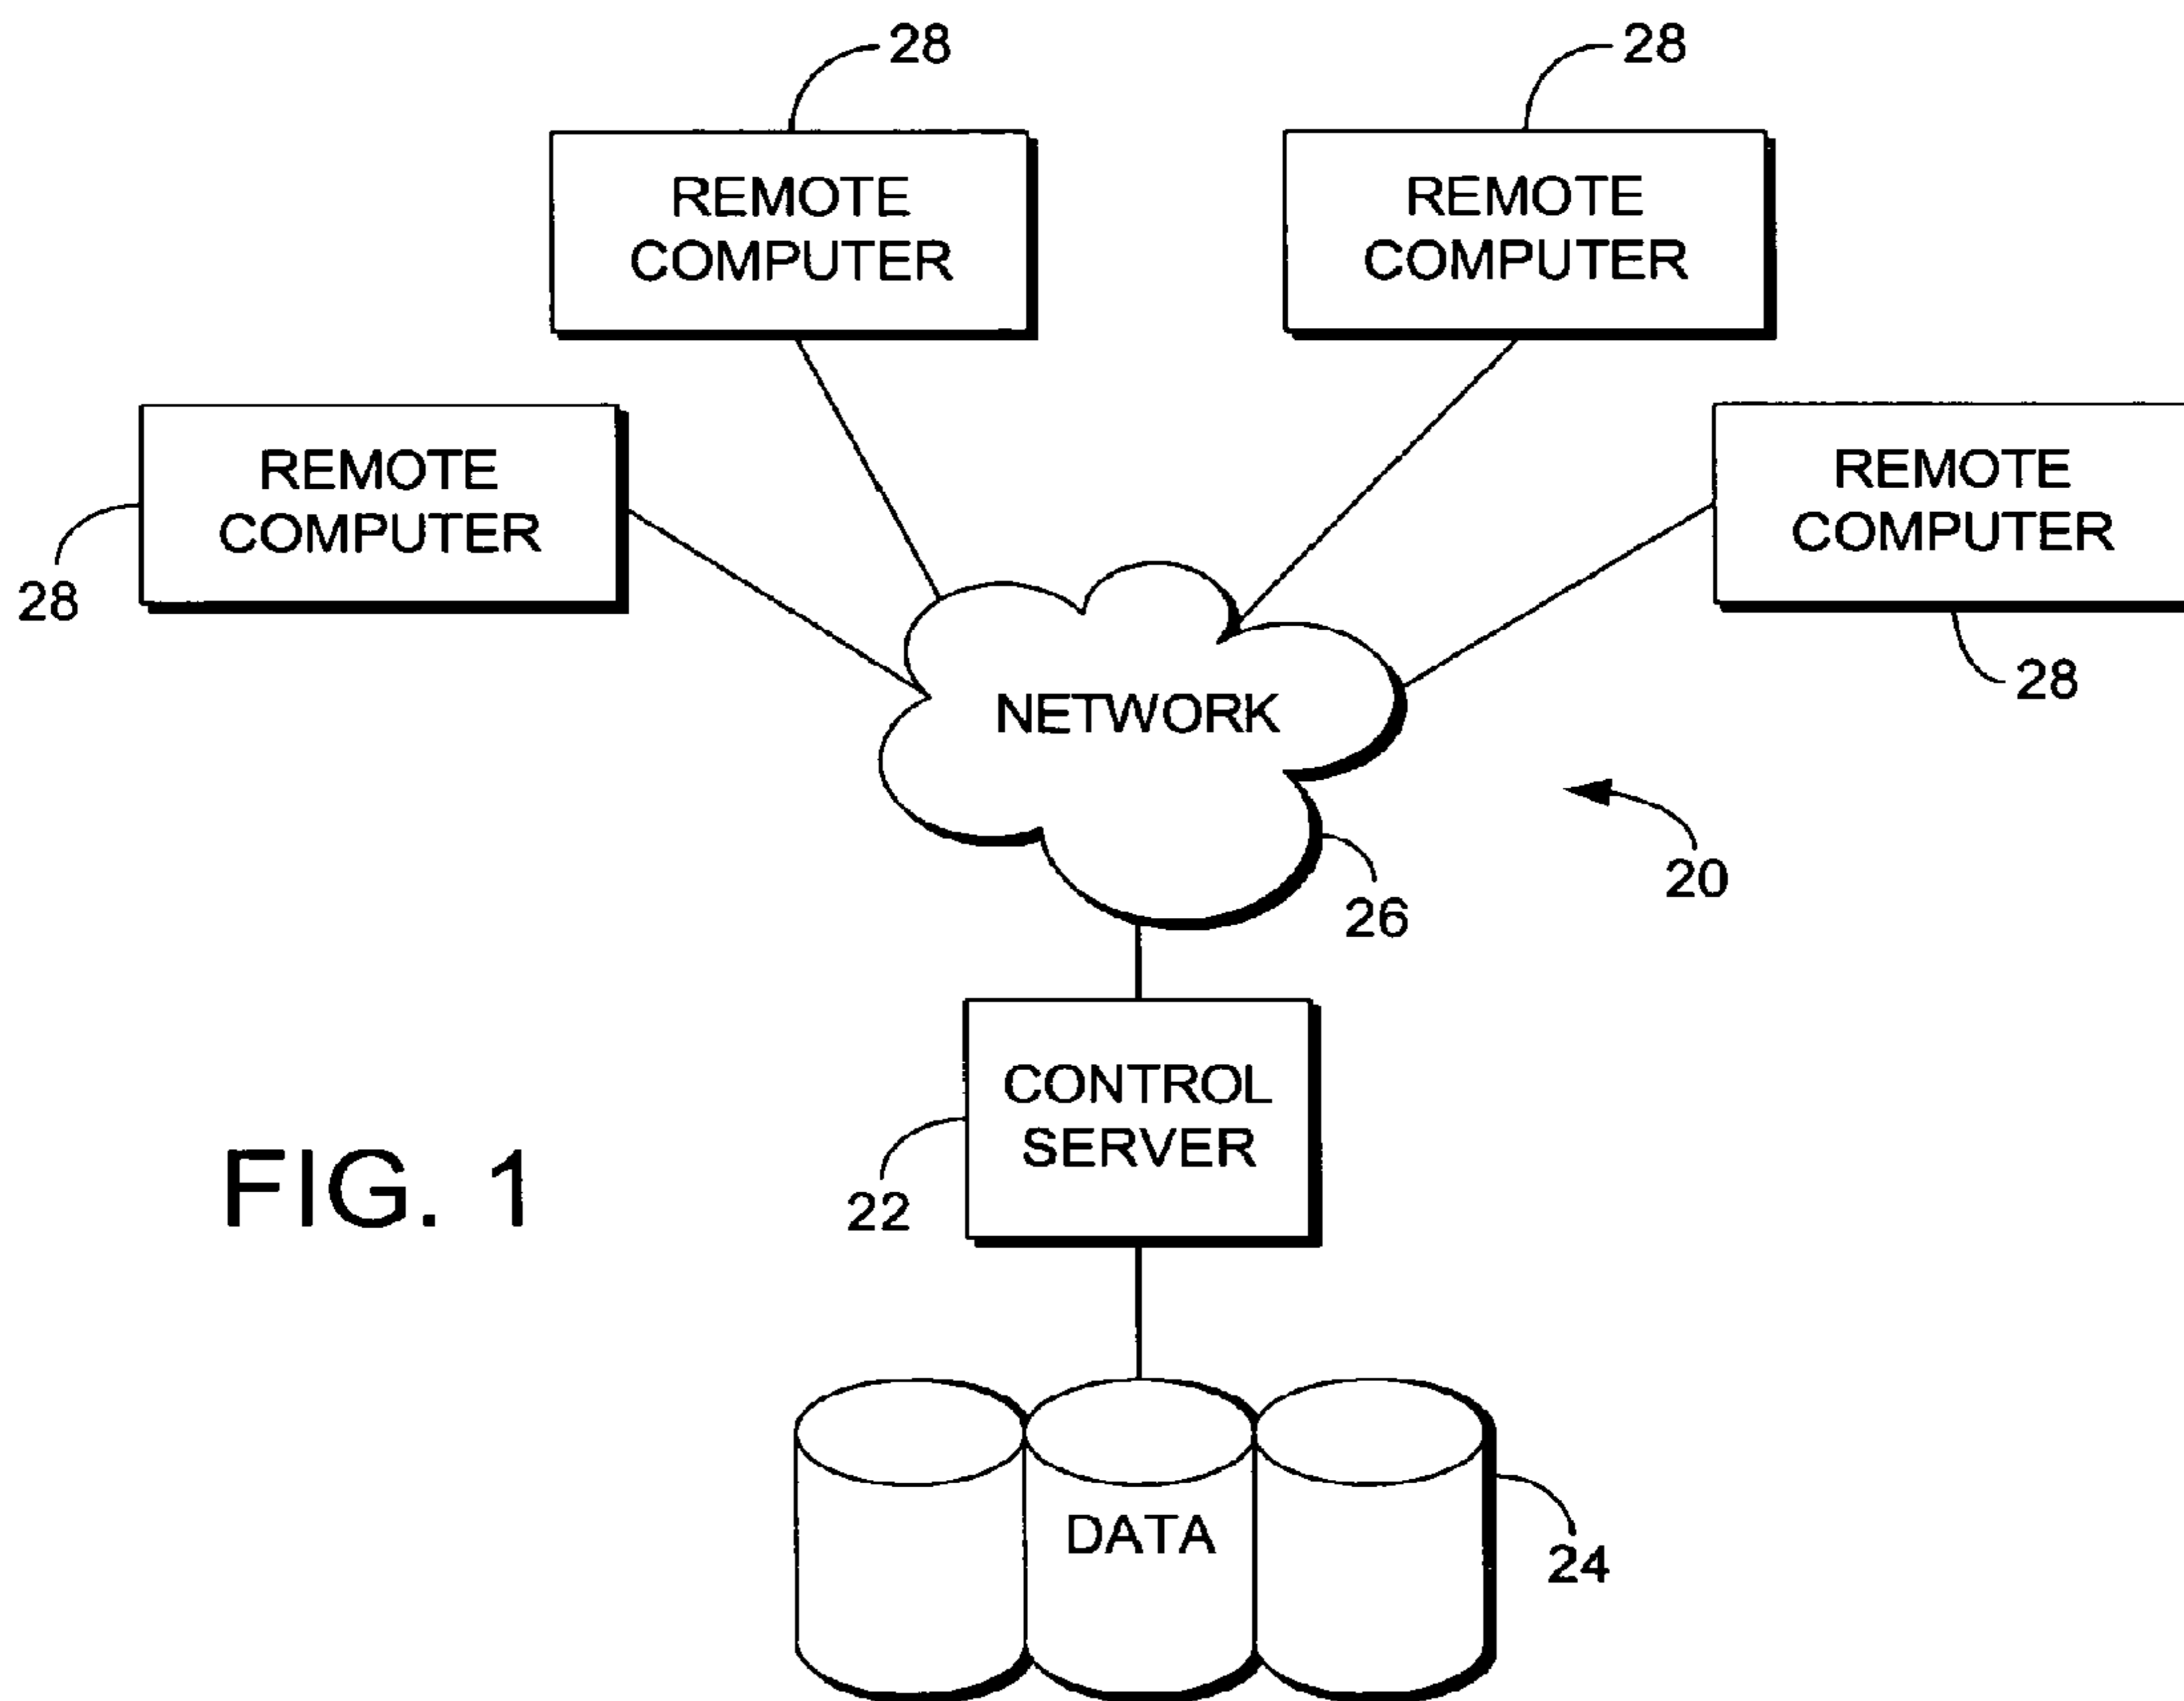 28
28
REMOTE
COMPUTER
REMOTE
COMPUTER
REMOTE
COMPUTER
REMOTE
COMPUTER
28
28
NETWORK
20
26
CONTROL
SERVER
FIG. 1
22
DATA
24